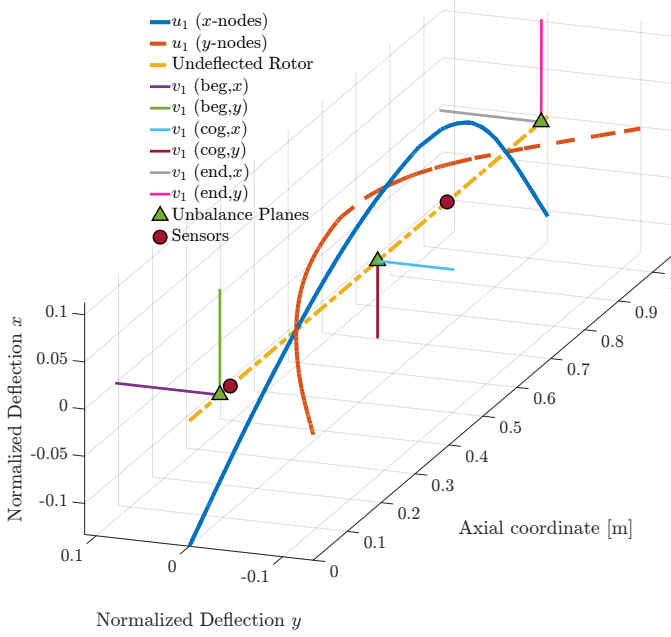 u₁ (x-nodes)
u₁ (y-nodes)
Undeflected Rotor
v₁ (beg,x)
v₁ (beg,y)
v₁ (cog,x)
v₁ (cog,y)
v₁ (end,x)
v₁ (end,y)
Unbalance Planes
Sensors
0.1
0.05
0
-0.05
-0.1
Normalized Deflection x
0.1
0
-0.1
Normalized Deflection y
0
0.1
0.2
0.3
0.4
0.5
0.6
0.7
0.8
0.9
Axial coordinate [m]